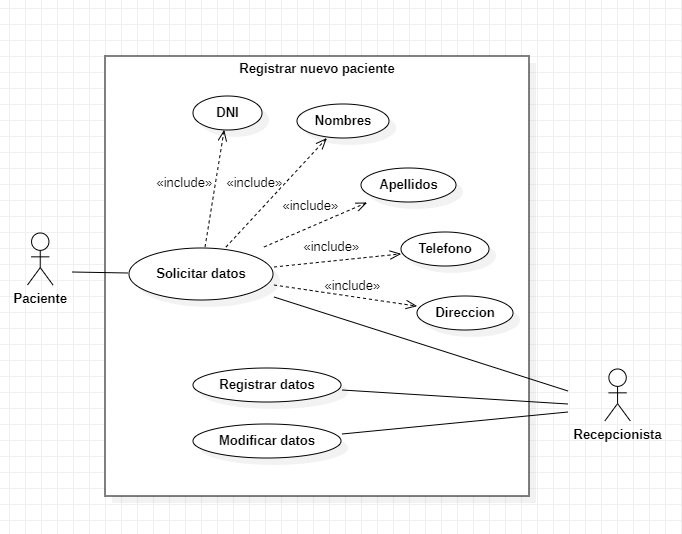 Registrar nuevo paciente
DNI
Nombres
«include»
«include»
Apellidos
«include»
Telefono
«include»
Solicitar datos
Paciente
«include»
Direccion
Registrar datos
Recepcionista
Modificar datos